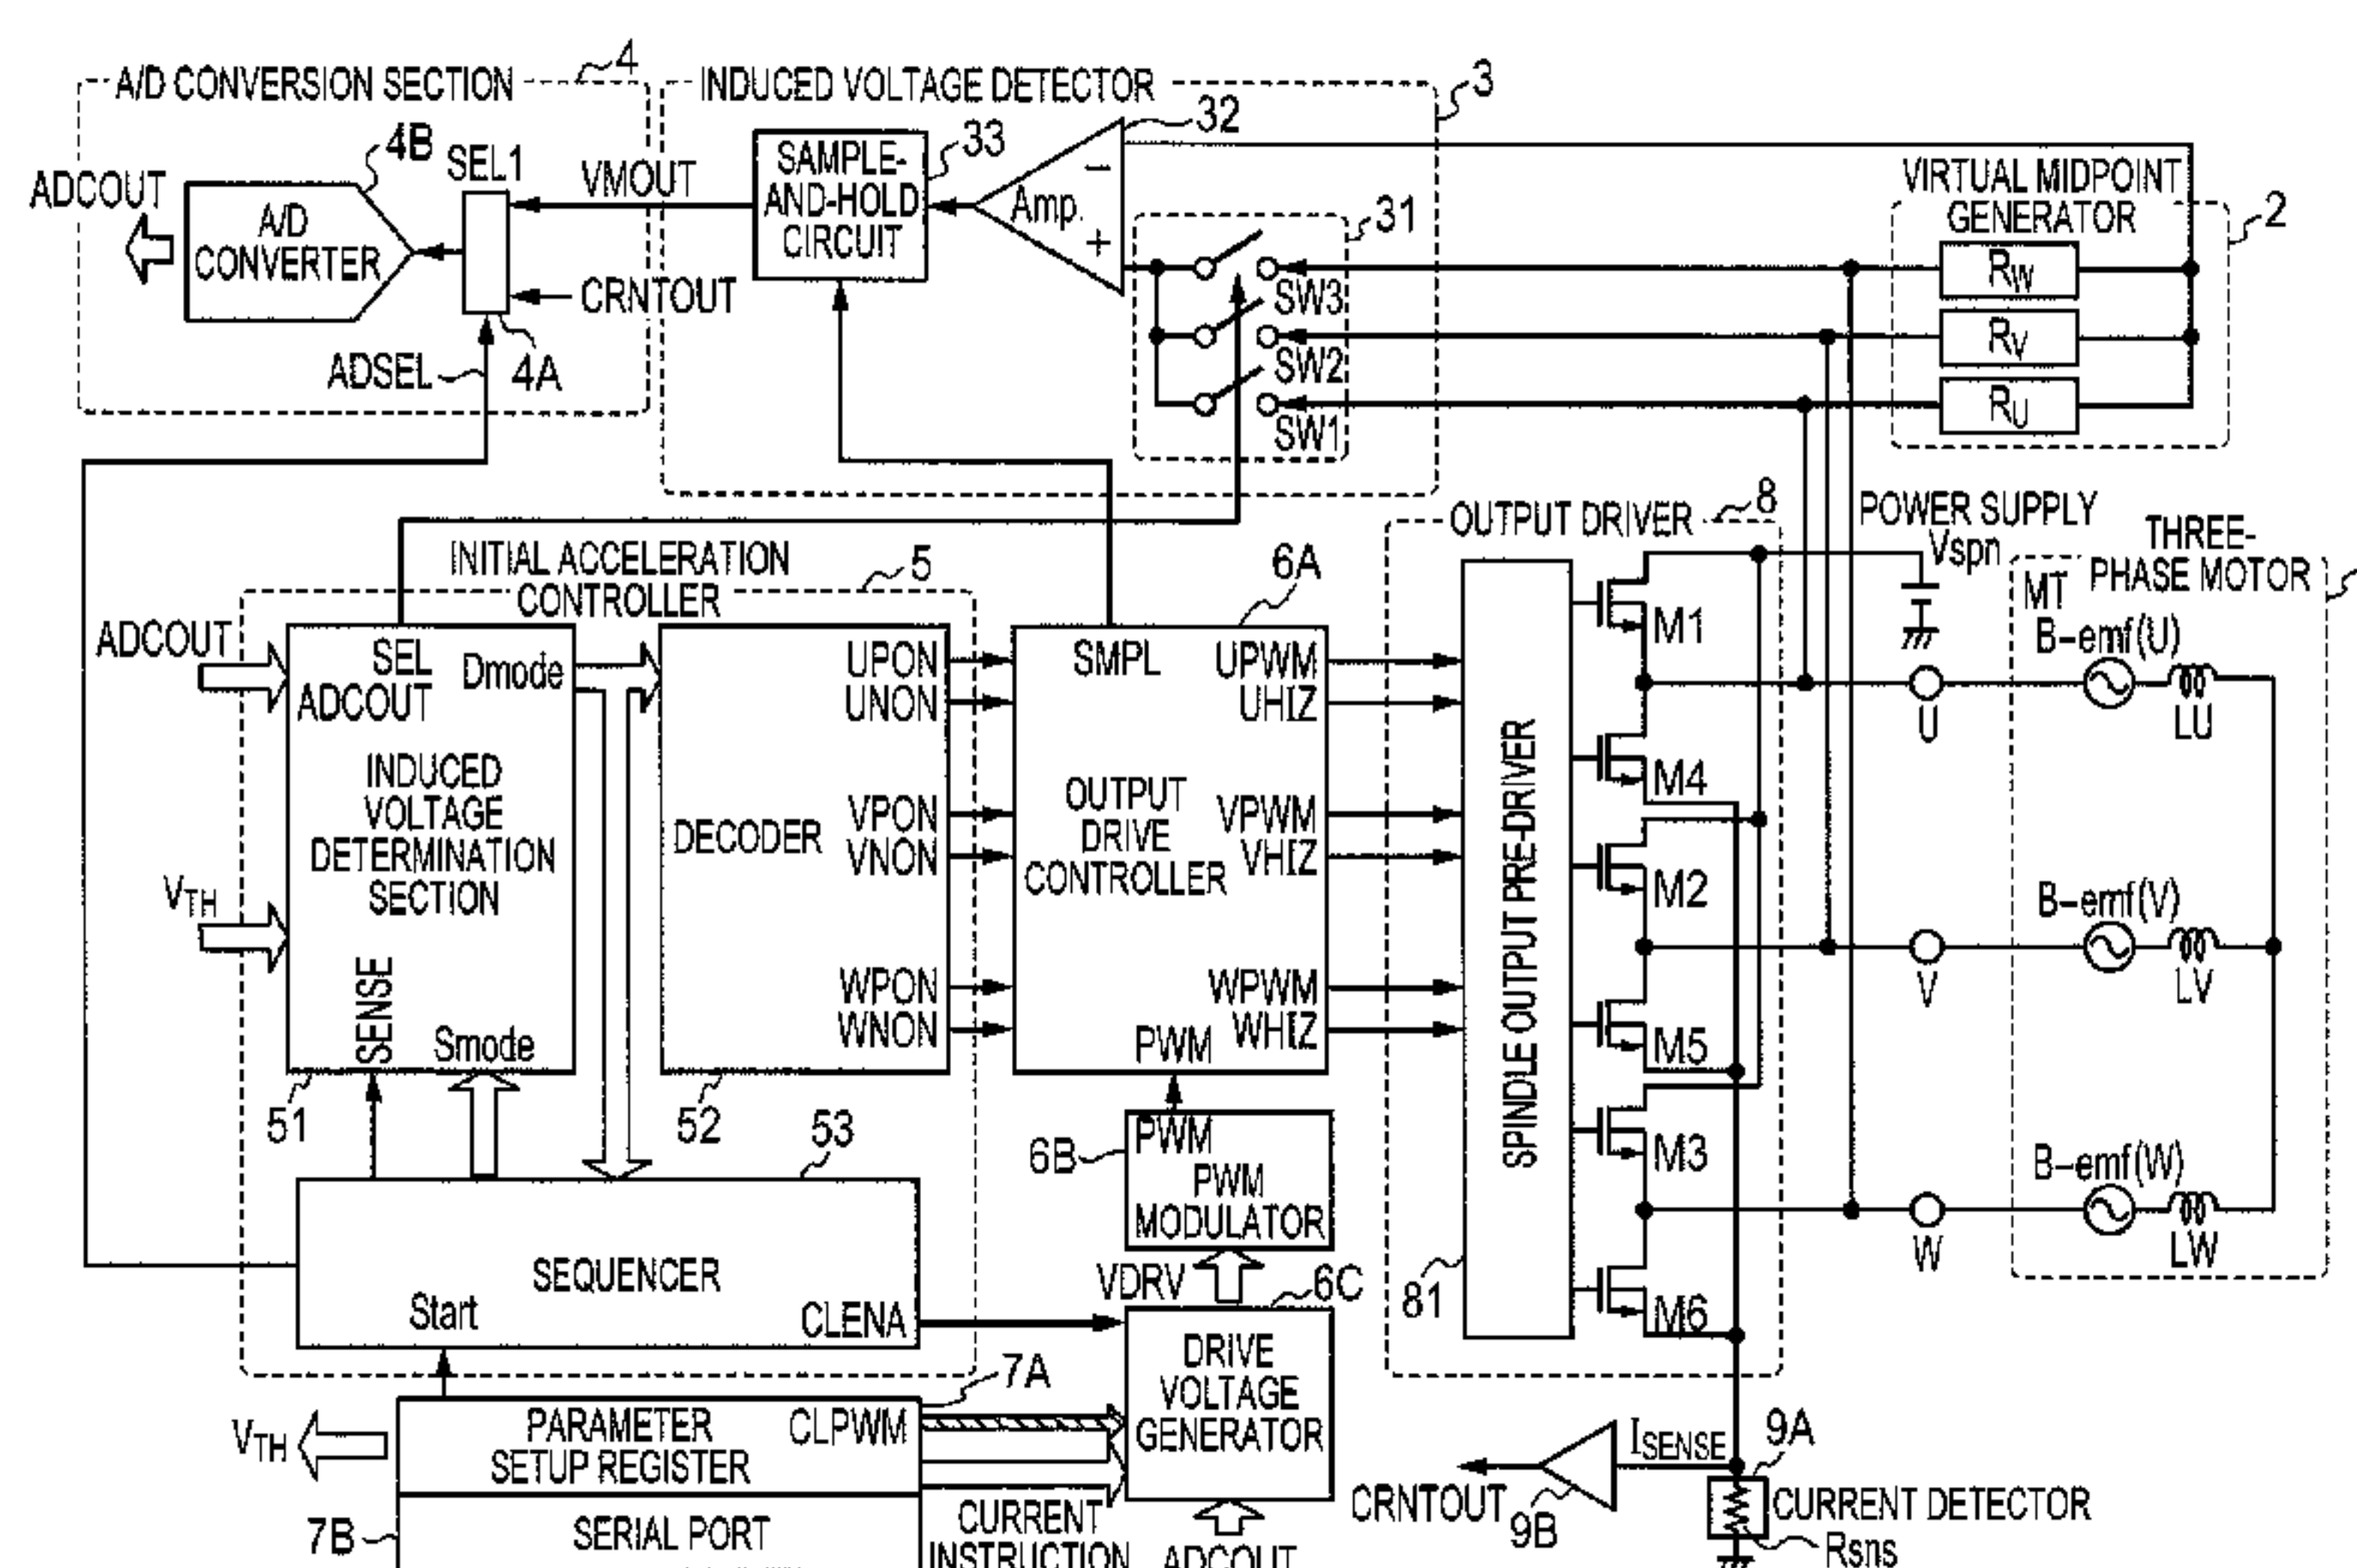 A/D CONVERSION SECTION
4
INDUCED VOLTAGE DETECTOR
3
ADCOUT
A/D
CONVERTER
4B
SEL1
VMOUT
CRNTOUT
4A
ADSEL
SAMPLE-
AND-HOLD
CIRCUIT
33
Amp.
−
+
32
31
SW3
SW2
SW1
VIRTUAL MIDPOINT
GENERATOR
2
RW
RV
RU
INITIAL ACCELERATION
CONTROLLER
5
ADCOUT
VTH
SEL
ADCOUT
Dmode
INDUCED
VOLTAGE
DETERMINATION
SECTION
SENSE
Smode
51
DECODER
UPON
UNON
VPON
VNON
WPON
WNON
52
6A
SMPL
OUTPUT
DRIVE
CONTROLLER
UPWM
UHIZ
VPWM
VHIZ
WPWM
WHIZ
PWM
53
SEQUENCER
Start
CLENA
6B
PWM
PWM
MODULATOR
VDRV
6C
DRIVE
VOLTAGE
GENERATOR
7A
VTH
PARAMETER
SETUP REGISTER
CLPWM
7B
SERIAL PORT
CURRENT
INSTRUCTION
ADCOUT
OUTPUT DRIVER
8
SPINDLE OUTPUT PRE-DRIVER
81
M1
M4
M2
M5
M3
M6
POWER SUPPLY
Vspn
U
V
W
THREE-
PHASE MOTOR
MT
B-emf(U)
LU
B-emf(V)
LV
B-emf(W)
LW
CRNTOUT
9B
ISENSE
9A
CURRENT DETECTOR
Rsns